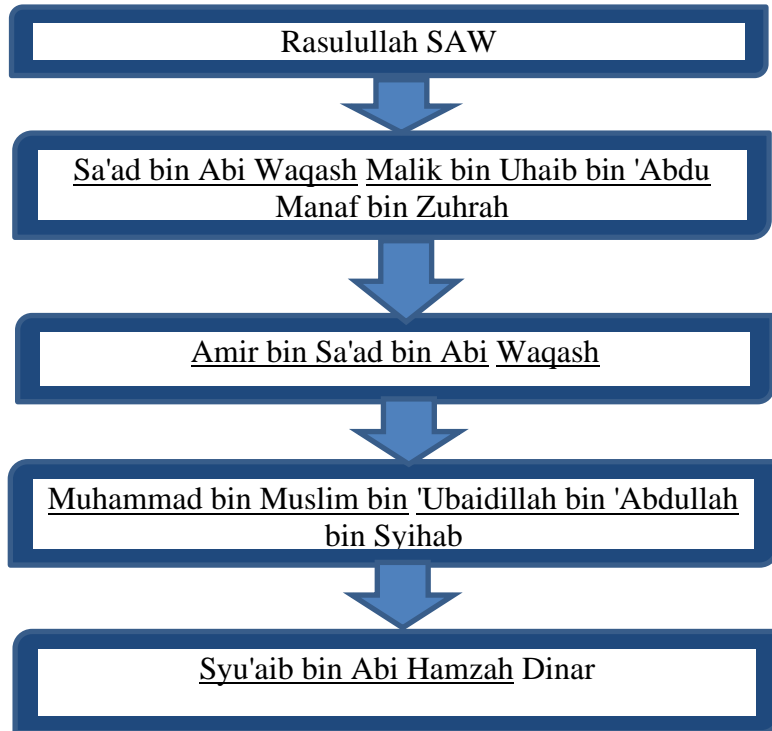 Rasulullah SAW
Sa'ad bin Abi Waqash Malik bin Uhaib bin 'Abdu
Manaf bin Zuhrah
Amir bin Sa'ad bin Abi Waqash
Muhammad bin Muslim bin 'Ubaidillah bin 'Abdullah
bin Syihab
Syu'aib bin Abi Hamzah Dinar